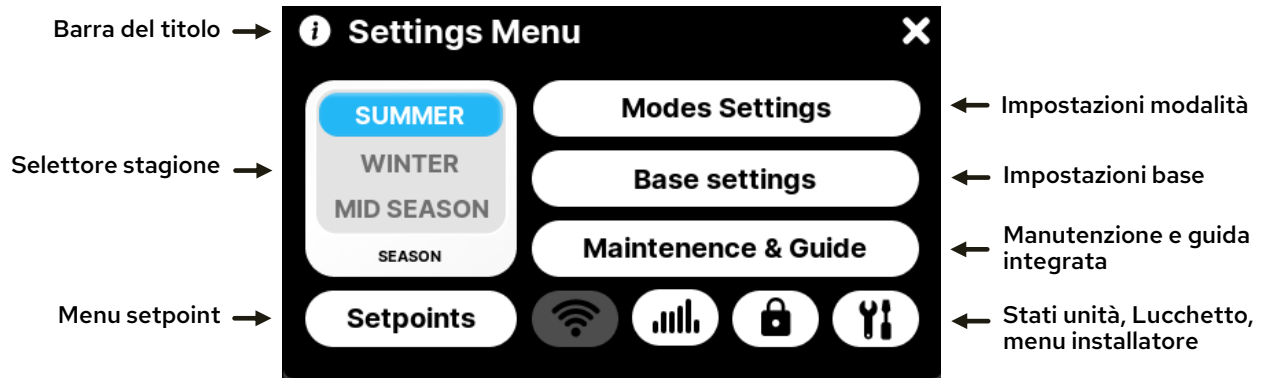 Barra del titolo
Settings Menu
Selettore stagione
SUMMER
WINTER
MID SEASON
SEASON
Menu setpoint
Setpoints
Modes Settings
Impostazioni modalità
Base settings
Impostazioni base
Maintenence & Guide
Manutenzione e guida
integrata
Stati unità, Lucchetto,
menu installatore